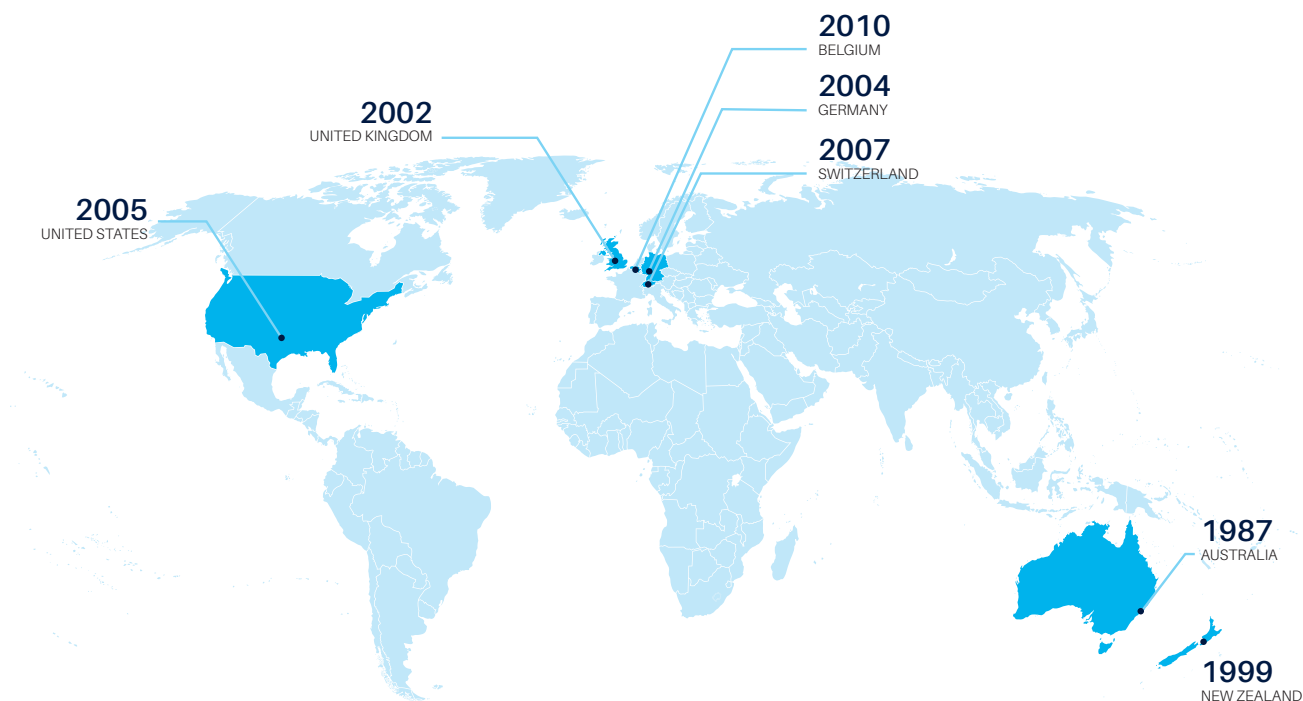 2010
BELGIUM
2004
GERMANY
2002
UNITED KINGDOM
2007
SWITZERLAND
2005
UNITED STATES
1987
AUSTRALIA
1999
NEW ZEALAND